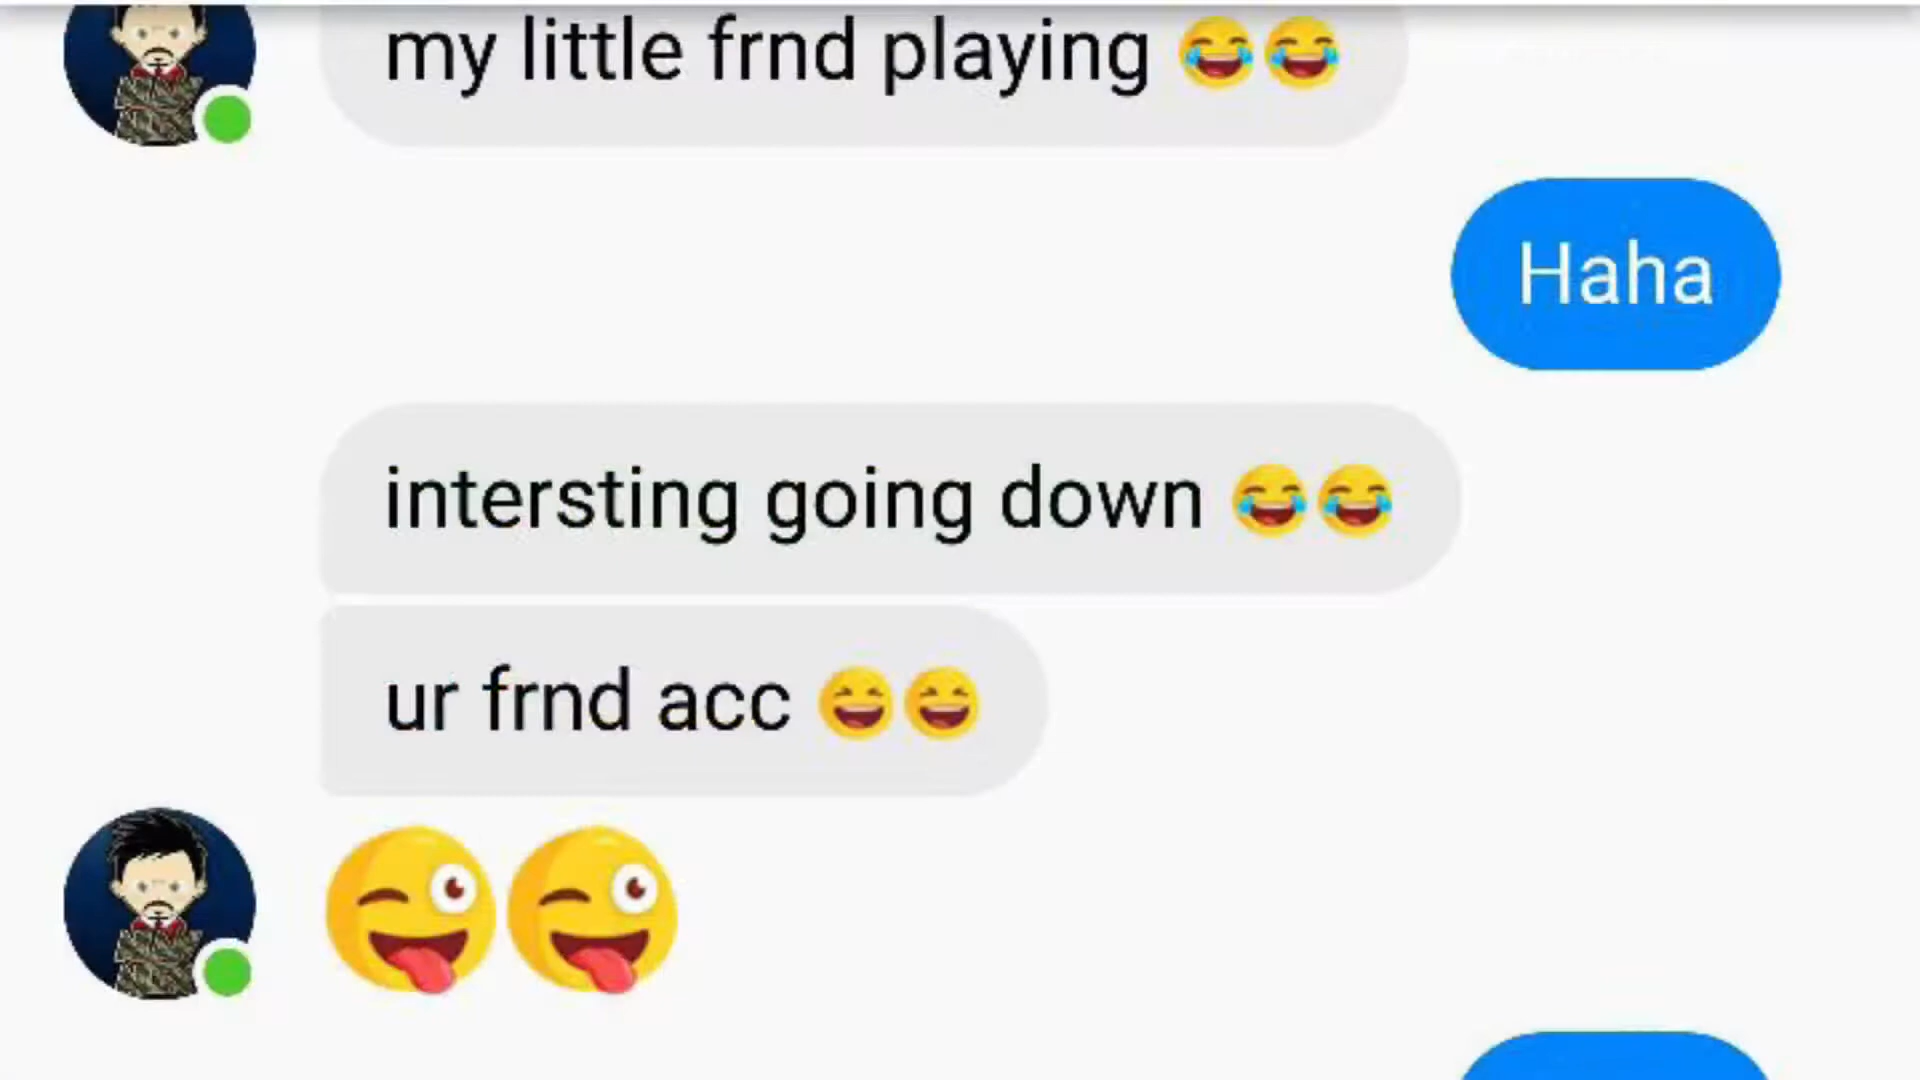 my little frnd playing 😂😂
Haha
intersting going down 😂😂
ur frnd acc 😄😄
😜😜